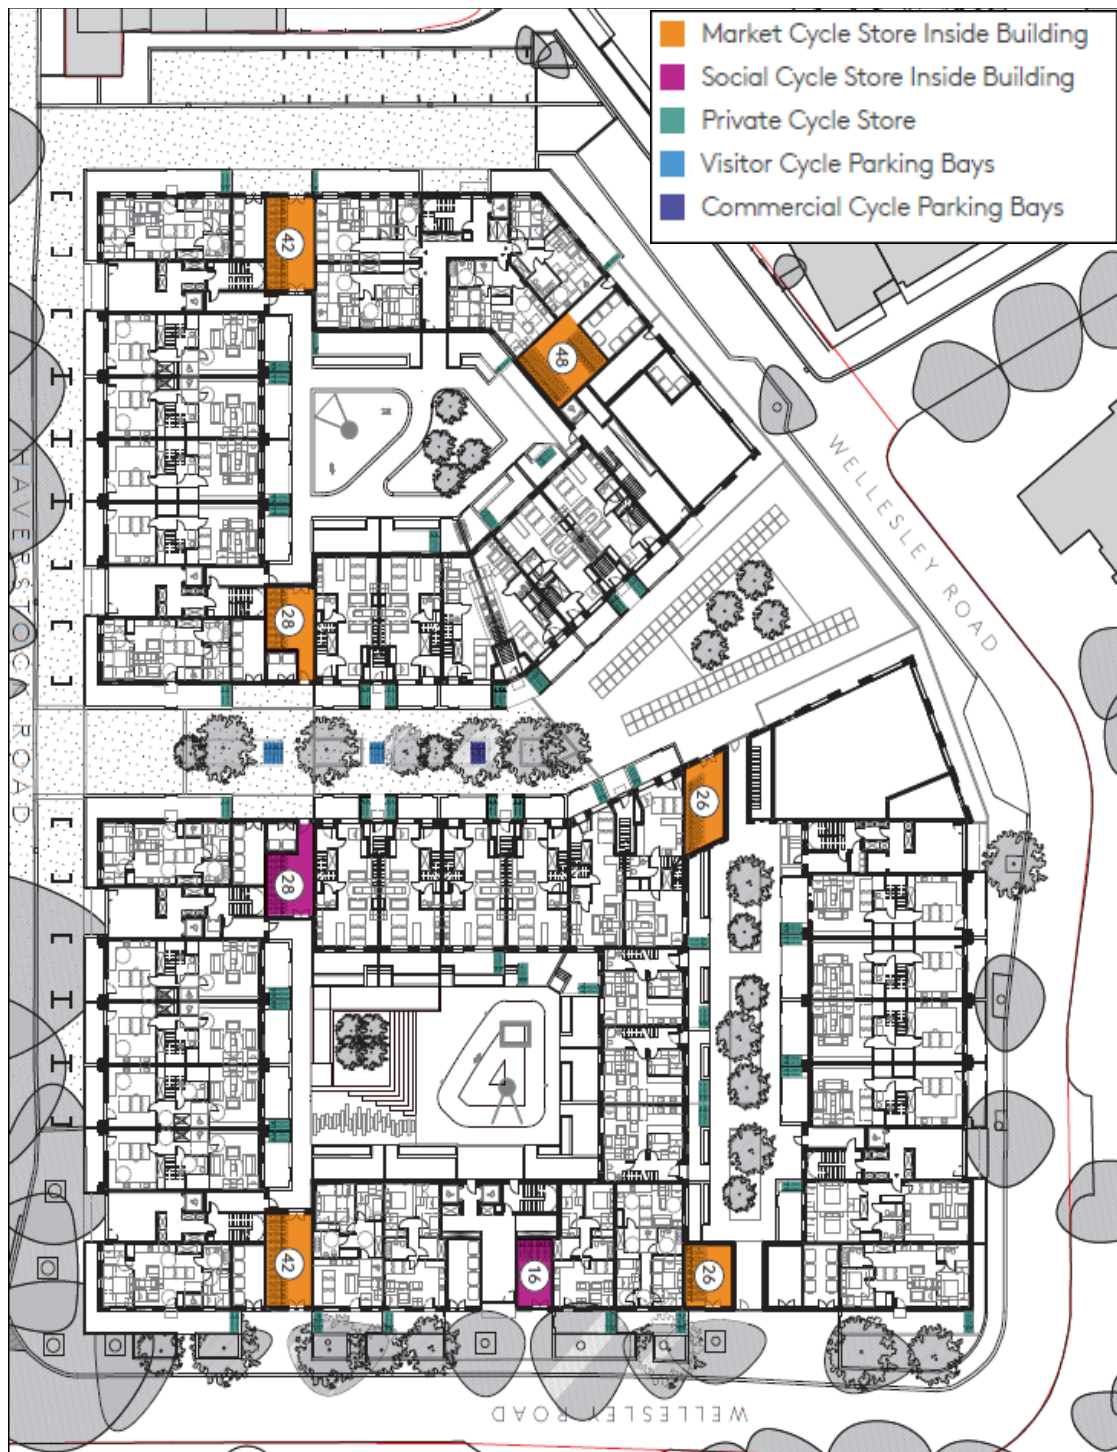 Market Cycle Store Inside Building
Social Cycle Store Inside Building
Private Cycle Store
Visitor Cycle Parking Bays
Commercial Cycle Parking Bays
42
48
WELLESLEY ROAD
HAVERSTOCK ROAD
28
26
28
42
16
26
WELLESLEY ROAD